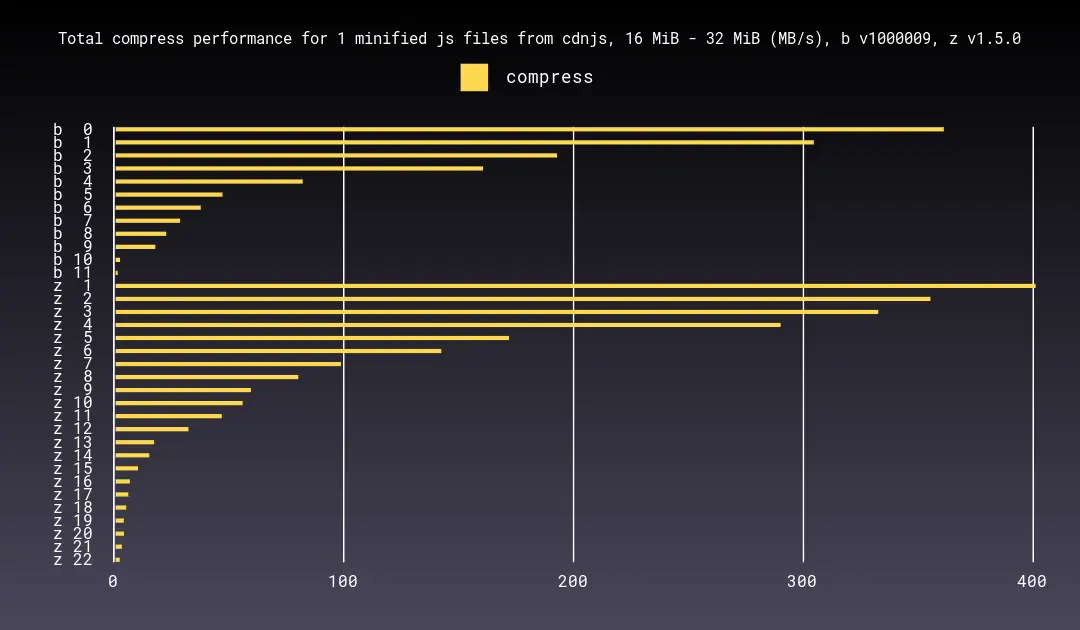 Total compress performance for 1 minified js files from cdnjs, 16 MiB - 32 MiB (MB/s), b v1000009, z v1.5.0
compress
b 0
b 1
b 2
b 3
b 4
b 5
b 6
b 7
b 8
b 9
b 10
b 11
z 1
z 2
z 3
z 4
z 5
z 6
z 7
z 8
z 9
z 10
z 11
z 12
z 13
z 14
z 15
z 16
z 17
z 18
z 19
z 20
z 21
z 22
0 100 200 300 400